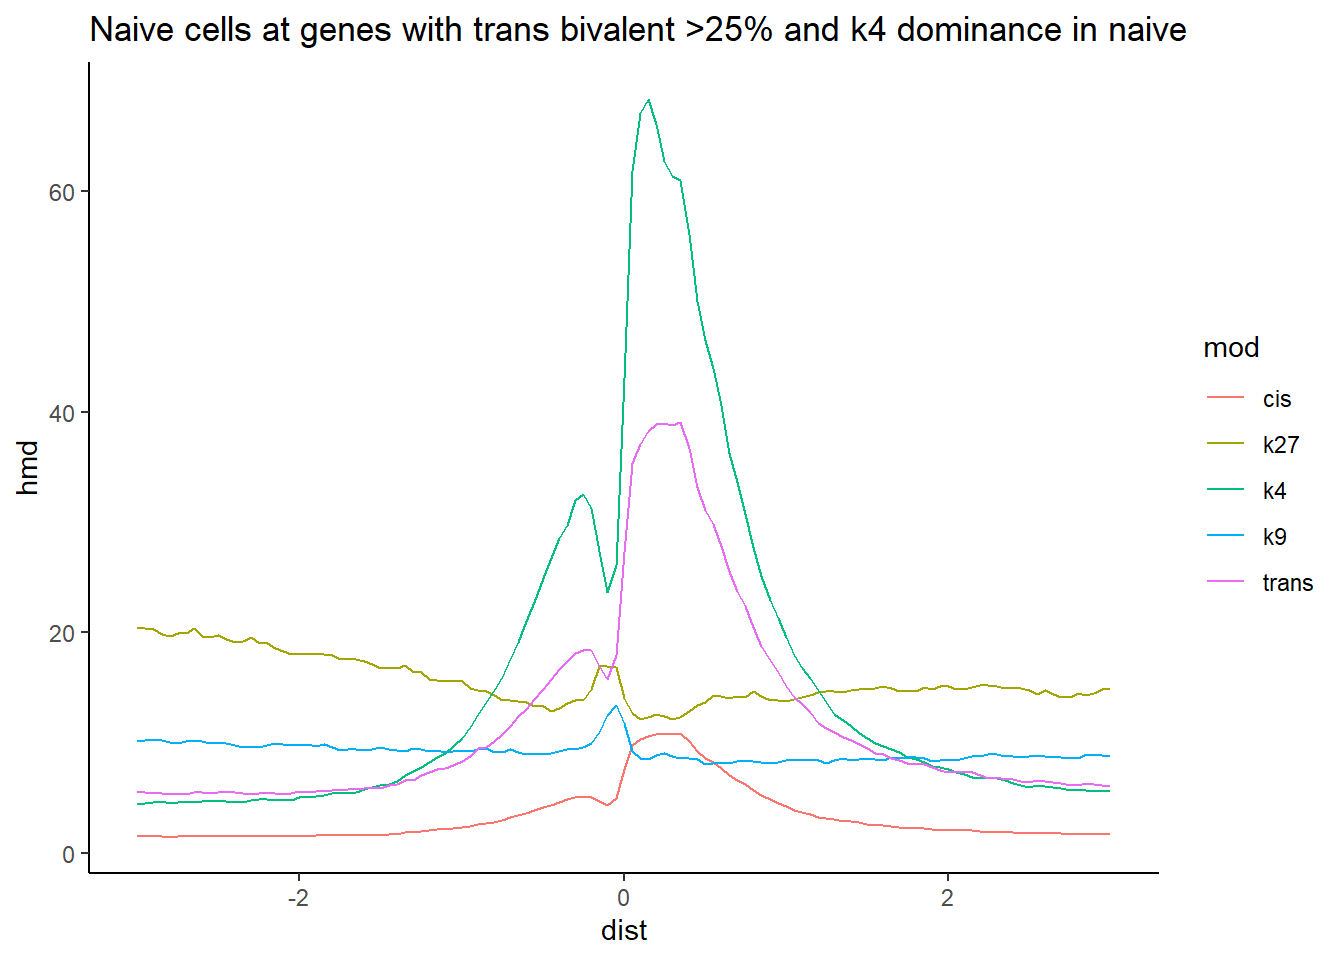 Naive cells at genes with trans bivalent >25% and k4 dominance in naive
60
40
20
0
hmd
-2
0
2
dist
mod
cis
k27
k4
k9
trans